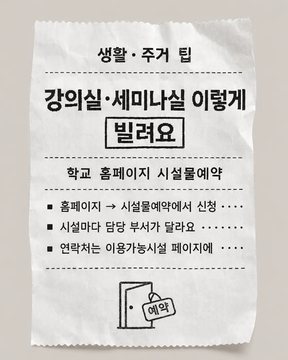 생활·주거 팁
강의실·세미나실 이렇게
빌려요
학교 홈페이지 시설물예약
■ 홈페이지 → 시설물예약에서 신청 ····
■ 시설마다 담당 부서가 달라요 ·······
■ 연락처는 이용가능시설 페이지에 ····
예약